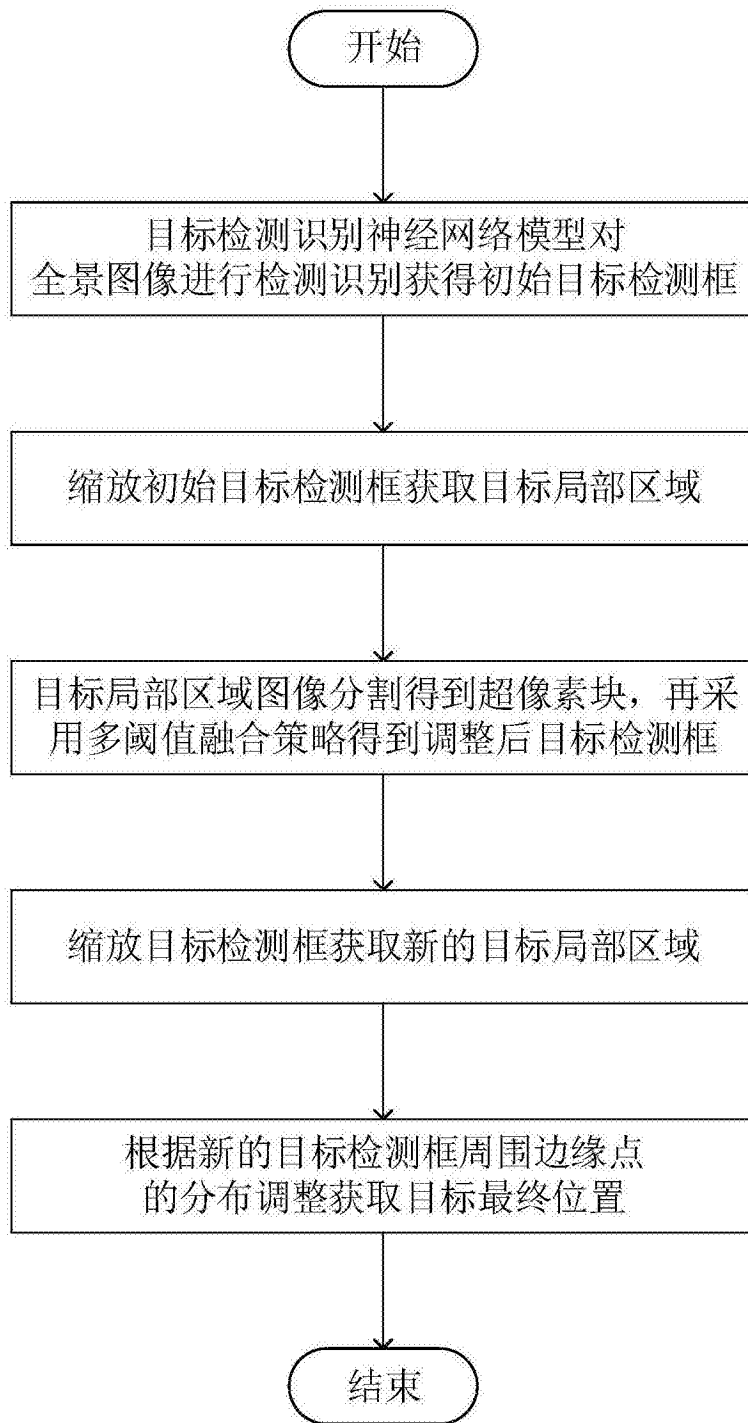 开始
目标检测识别神经网络模型对
全景图像进行检测识别获得初始目标检测框
缩放初始目标检测框获取目标局部区域
目标局部区域图像分割得到超像素块，再采
用多阈值融合策略得到调整后目标检测框
缩放目标检测框获取新的目标局部区域
根据新的目标检测框周围边缘点
的分布调整获取目标最终位置
结束